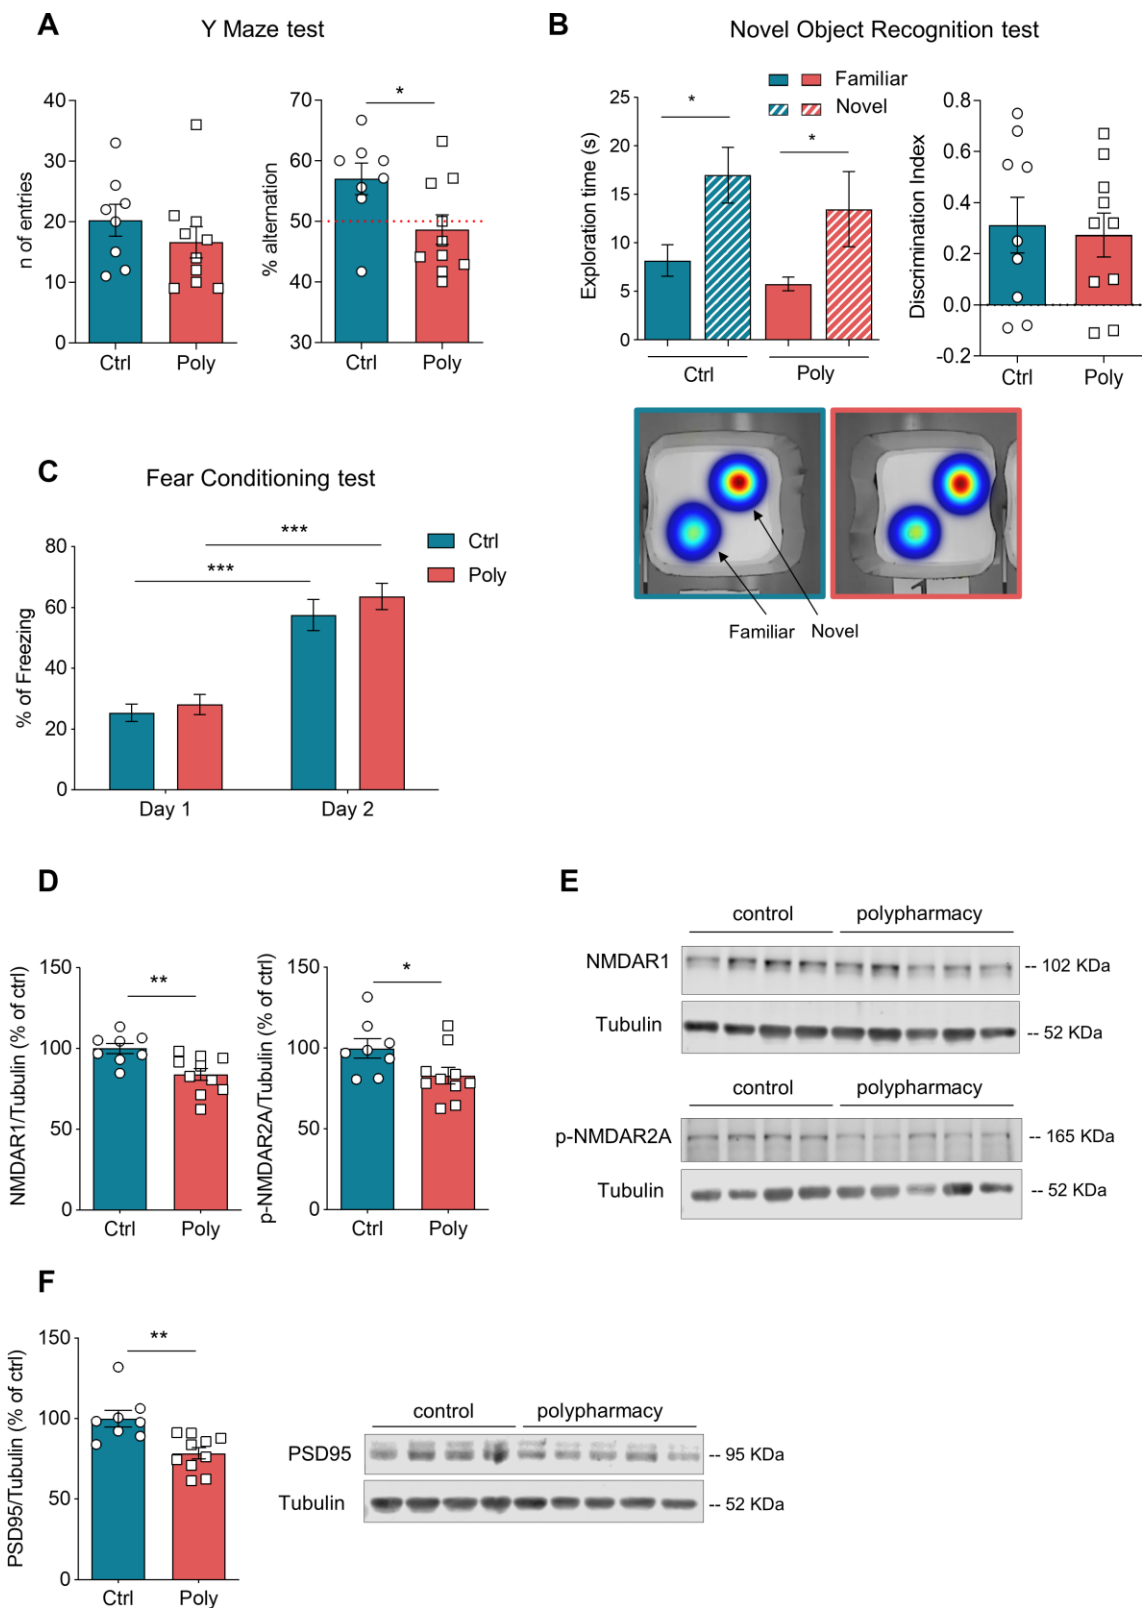 A
Y Maze test
n of entries
40
30
20
10
0
Ctrl
Poly
% alternation
70
60
50
40
30
*
Ctrl
Poly
B
Novel Object Recognition test
Familiar
Novel
Exploration time (s)
25
20
15
10
5
0
*
*
Ctrl
Poly
Discrimination Index
0.8
0.6
0.4
0.2
0.0
-0.2
Ctrl
Poly
Familiar
Novel
C
Fear Conditioning test
% of Freezing
80
60
40
20
0
***
***
Ctrl
Poly
Day 1
Day 2
D
NMDAR1/Tubulin (% of ctrl)
150
100
50
0
**
Ctrl
Poly
p-NMDAR2A/Tubulin (% of ctrl)
150
100
50
0
*
Ctrl
Poly
E
control
polypharmacy
NMDAR1
-- 102 KDa
Tubulin
-- 52 KDa
control
polypharmacy
p-NMDAR2A
-- 165 KDa
Tubulin
-- 52 KDa
F
PSD95/Tubulin (% of ctrl)
150
100
50
0
**
Ctrl
Poly
control
polypharmacy
PSD95
-- 95 KDa
Tubulin
-- 52 KDa